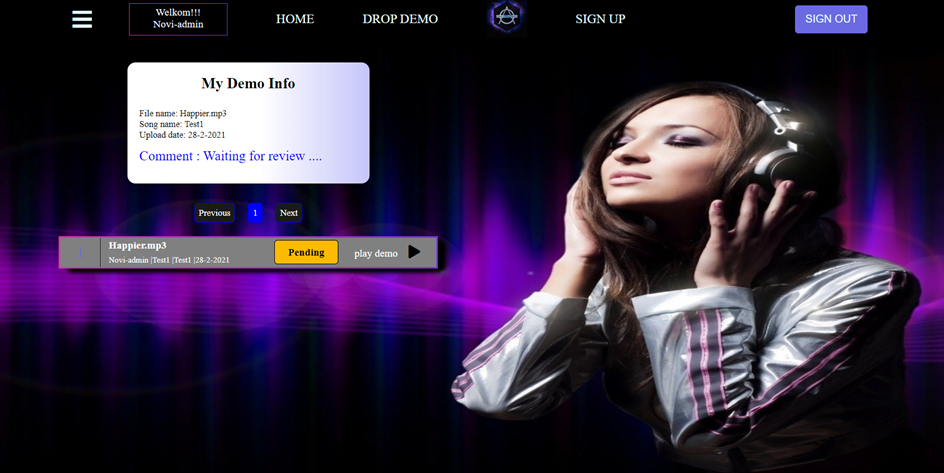 Welkom!!!
Novi-admin
HOME
DROP DEMO
SIGN UP
SIGN OUT
My Demo Info
File name: Happier.mp3
Song name: Test1
Upload date: 28-2-2021
Comment : Waiting for review ....
Previous
1
Next
1
Happier.mp3
Novi-admin |Test1 |Test1 |28-2-2021
Pending
play demo